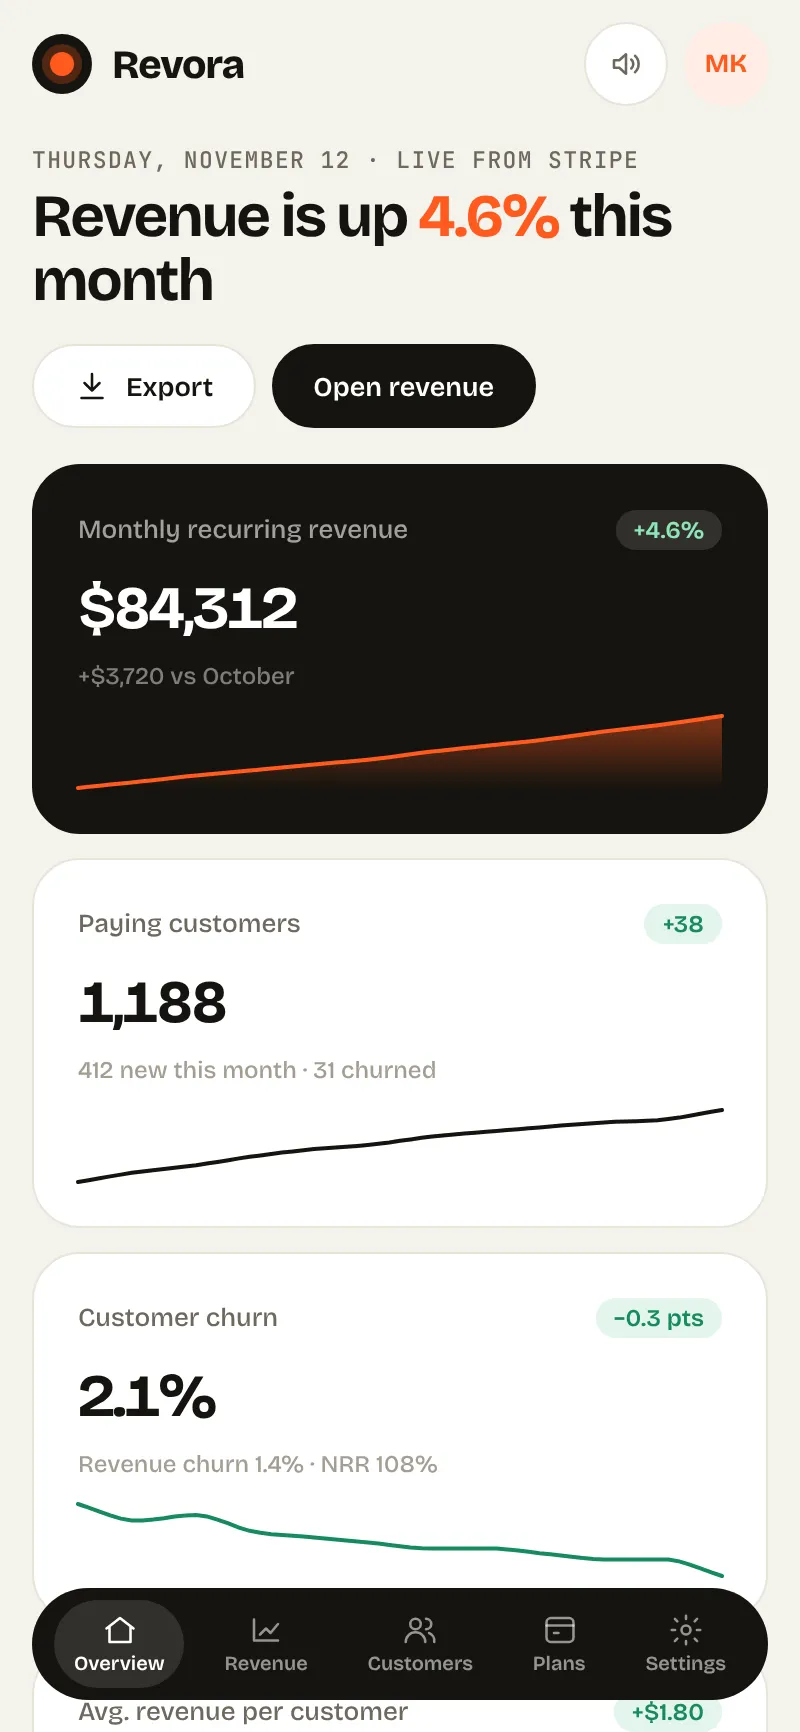 Revora
MK
THURSDAY, NOVEMBER 12 · LIVE FROM STRIPE
Revenue is up 4.6% this
month
Export
Open revenue
Monthly recurring revenue
+4.6%
$84,312
+$3,720 vs October
Paying customers
+38
1,188
412 new this month · 31 churned
Customer churn
−0.3 pts
2.1%
Revenue churn 1.4% · NRR 108%
Overview
Revenue
Customers
Plans
Settings
Avg. revenue per customer
+$1.80